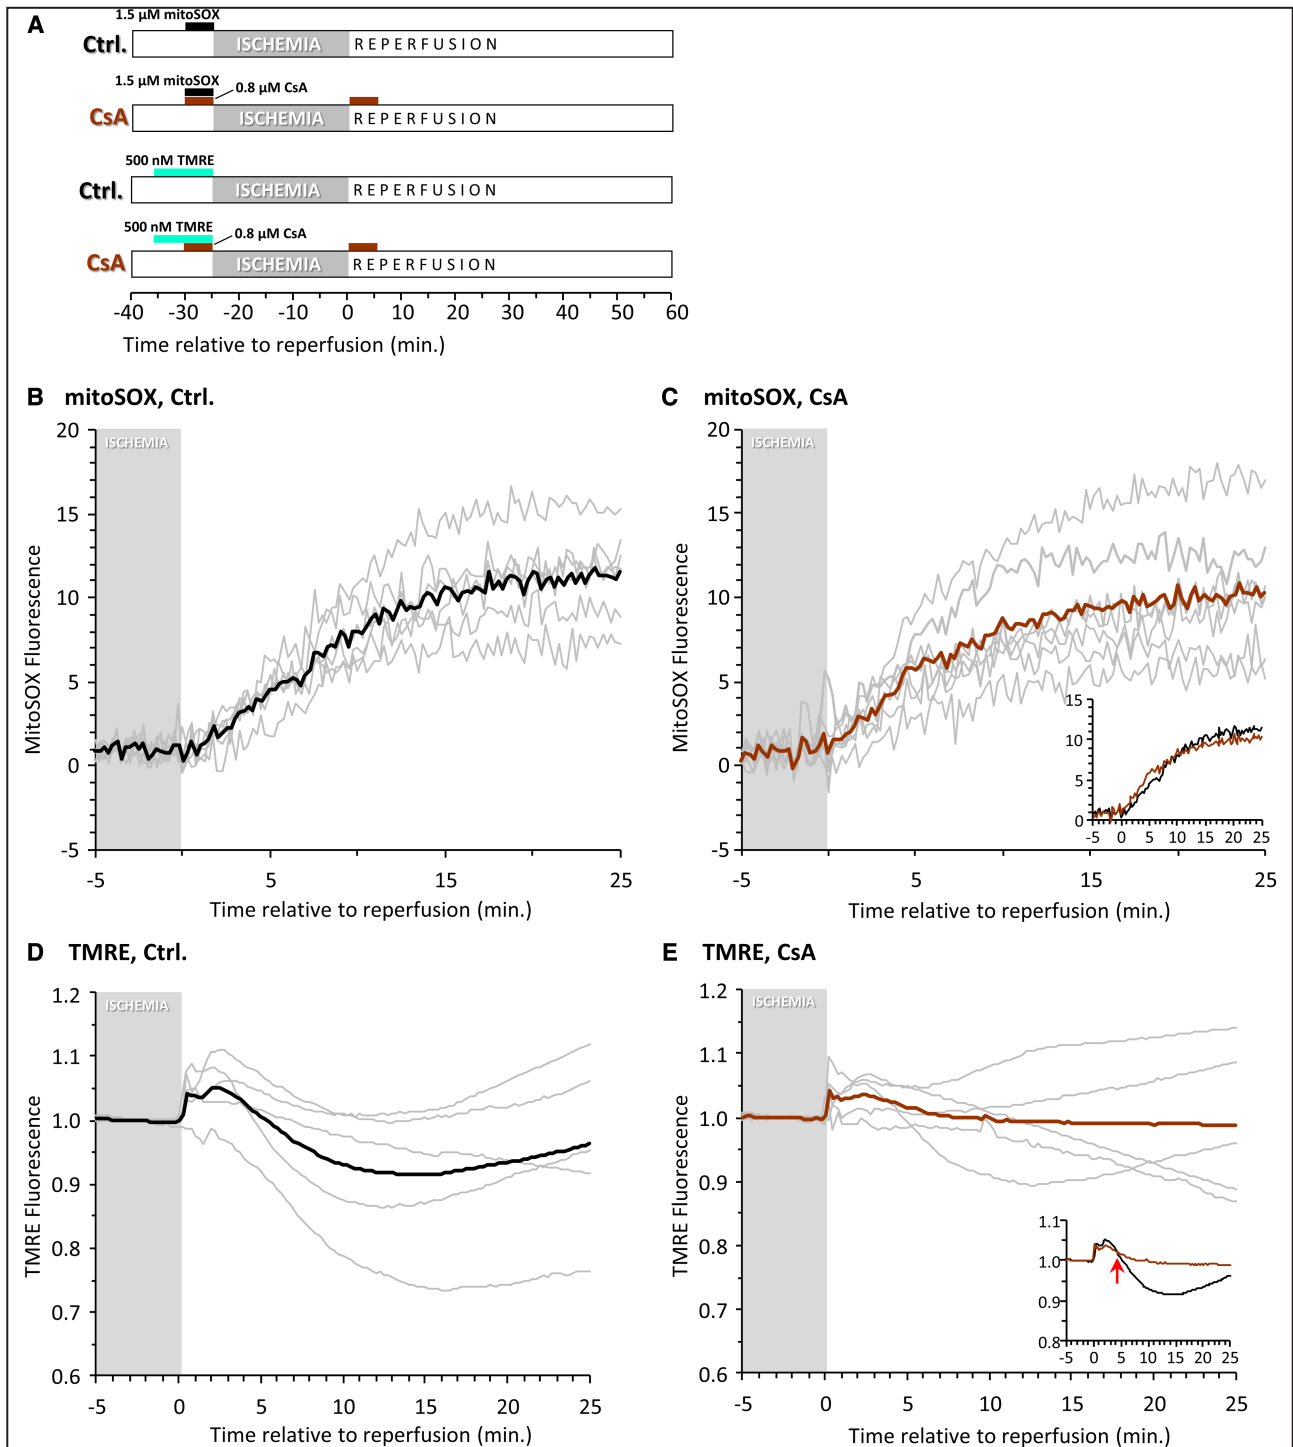 A
1.5 µM mitoSOX
Ctrl.
ISCHEMIA
REPERFUSION
1.5 µM mitoSOX
0.8 µM CsA
CsA
ISCHEMIA
REPERFUSION
500 nM TMRE
Ctrl.
ISCHEMIA
REPERFUSION
500 nM TMRE
0.8 µM CsA
CsA
ISCHEMIA
REPERFUSION
-40 -30 -20 -10 0 10 20 30 40 50 60
Time relative to reperfusion (min.)
B mitoSOX, Ctrl.
20
15
10
5
0
-5
MitoSOX Fluorescence
ISCHEMIA
-5 5 15 25
Time relative to reperfusion (min.)
C mitoSOX, CsA
20
15
10
5
0
-5
MitoSOX Fluorescence
ISCHEMIA
15
10
5
0
-5 0 5 10 15 20 25
-5 5 15 25
Time relative to reperfusion (min.)
D TMRE, Ctrl.
1.2
1.1
1.0
0.9
0.8
0.7
0.6
TMRE Fluorescence
ISCHEMIA
-5 0 5 10 15 20 25
Time relative to reperfusion (min.)
E TMRE, CsA
1.2
1.1
1.0
0.9
0.8
0.7
0.6
TMRE Fluorescence
ISCHEMIA
1.1
1.0
0.9
0.8
-5 0 5 10 15 20 25
-5 0 5 10 15 20 25
Time relative to reperfusion (min.)